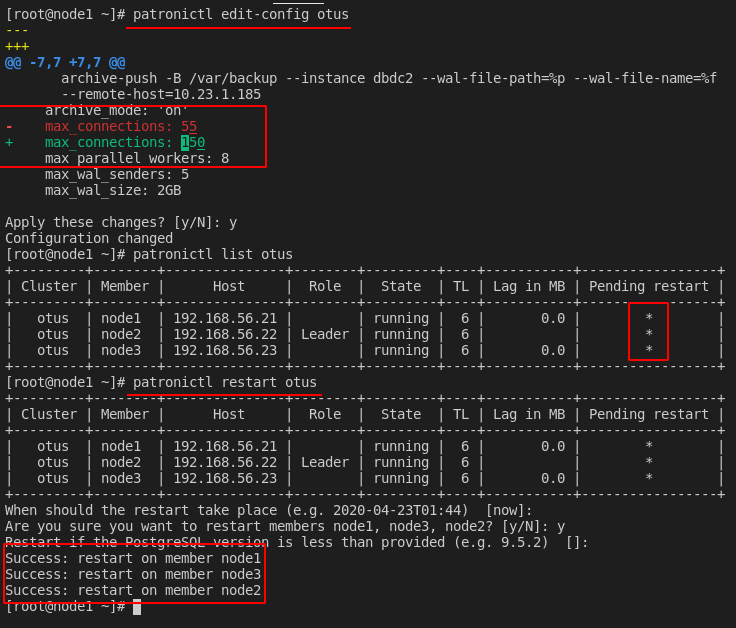 [root@node1 ~]# patronictl edit-config otus
---
+++
@@ -7,7 +7,7 @@
       archive-push -B /var/backup --instance dbdc2 --wal-file-path=%p --wal-file-name=%f
       --remote-host=10.23.1.185
     archive_mode: 'on'
-    max_connections: 55
+    max_connections: 150
     max_parallel_workers: 8
     max_wal_senders: 5
     max_wal_size: 2GB
Apply these changes? [y/N]: y
Configuration changed
[root@node1 ~]# patronictl list otus
+---------+--------+---------------+--------+---------+----+-----------+-----------------+
| Cluster | Member |      Host     |  Role  |  State  | TL | Lag in MB | Pending restart |
+---------+--------+---------------+--------+---------+----+-----------+-----------------+
|   otus  | node1  | 192.168.56.21 |        | running |  6 |       0.0 |        *        |
|   otus  | node2  | 192.168.56.22 | Leader | running |  6 |           |        *        |
|   otus  | node3  | 192.168.56.23 |        | running |  6 |       0.0 |        *        |
+---------+--------+---------------+--------+---------+----+-----------+-----------------+
[root@node1 ~]# patronictl restart otus
+---------+--------+---------------+--------+---------+----+-----------+-----------------+
| Cluster | Member |      Host     |  Role  |  State  | TL | Lag in MB | Pending restart |
+---------+--------+---------------+--------+---------+----+-----------+-----------------+
|   otus  | node1  | 192.168.56.21 |        | running |  6 |       0.0 |        *        |
|   otus  | node2  | 192.168.56.22 | Leader | running |  6 |           |        *        |
|   otus  | node3  | 192.168.56.23 |        | running |  6 |       0.0 |        *        |
+---------+--------+---------------+--------+---------+----+-----------+-----------------+
When should the restart take place (e.g. 2020-04-23T01:44)  [now]:
Are you sure you want to restart members node1, node3, node2? [y/N]: y
Restart if the PostgreSQL version is less than provided (e.g. 9.5.2)  []:
Success: restart on member node1
Success: restart on member node3
Success: restart on member node2
[root@node1 ~]#